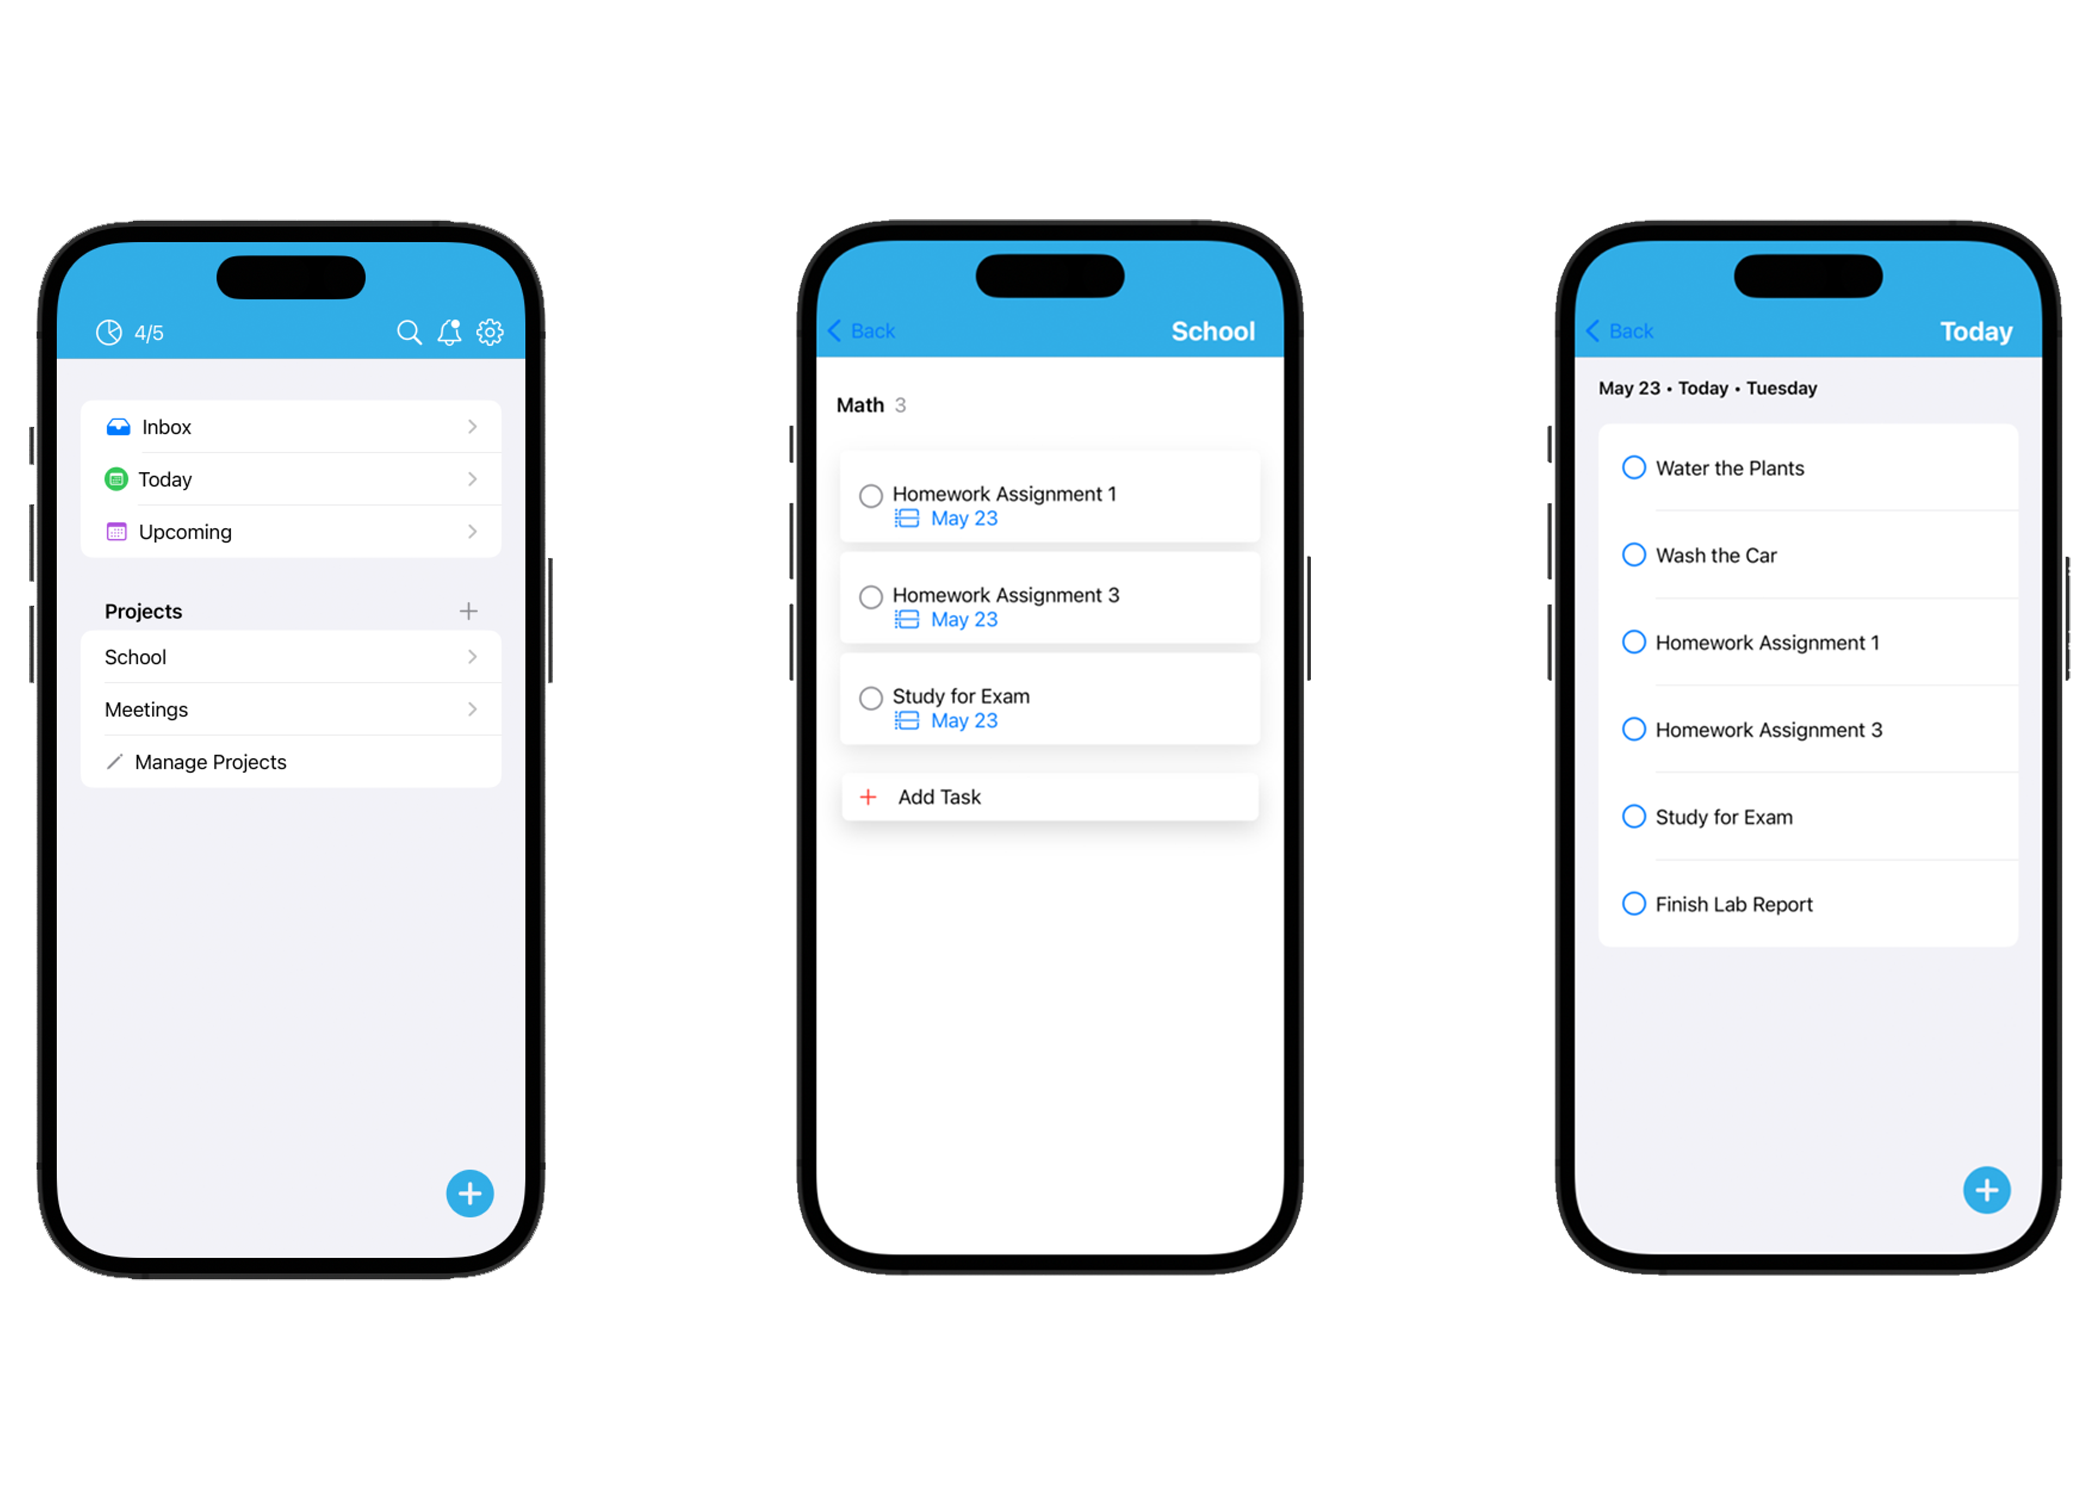 4/5
Inbox
Today
Upcoming
Projects
School
Meetings
Manage Projects
Back
School
Math 3
Homework Assignment 1
May 23
Homework Assignment 3
May 23
Study for Exam
May 23
+ Add Task
Back
Today
May 23 • Today • Tuesday
Water the Plants
Wash the Car
Homework Assignment 1
Homework Assignment 3
Study for Exam
Finish Lab Report